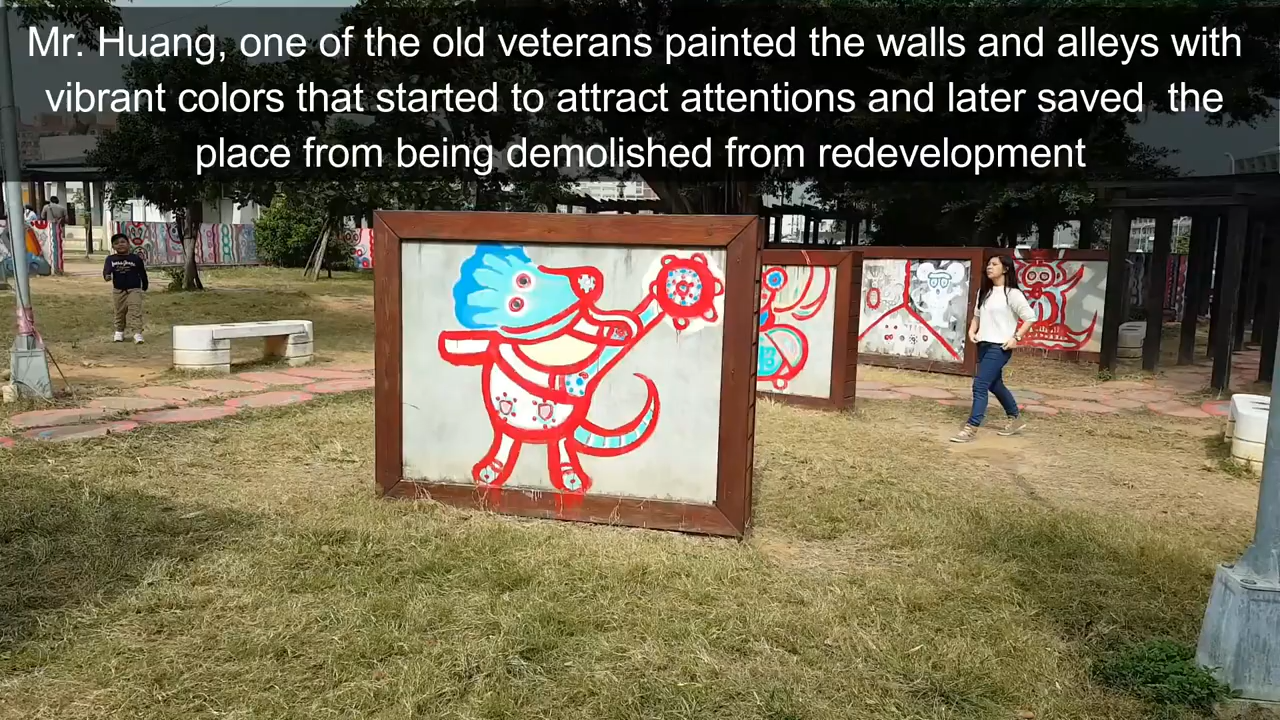 Mr. Huang, one of the old veterans painted the walls and alleys with
vibrant colors that started to attract attentions and later saved the
place from being demolished from redevelopment